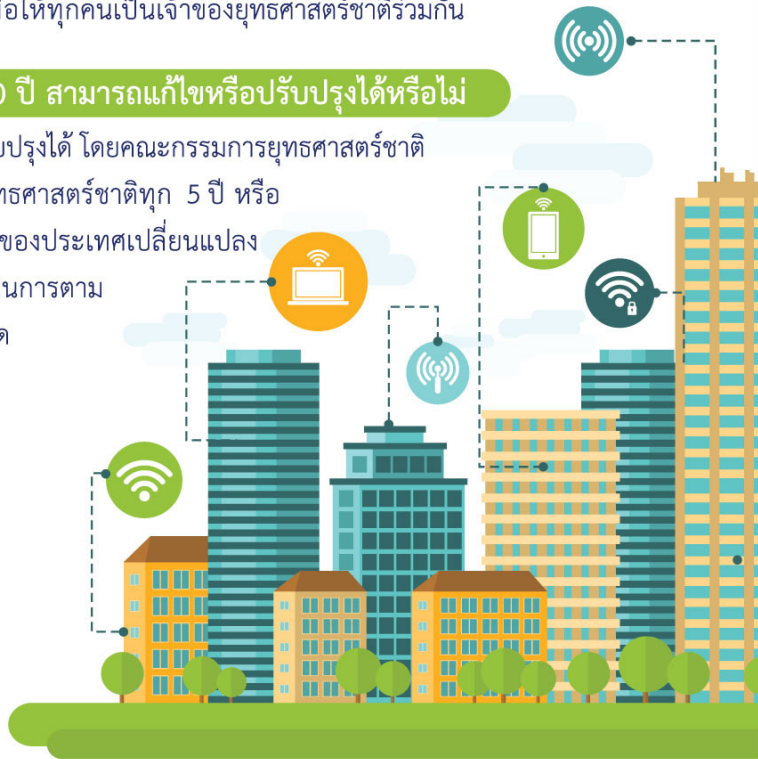 ให้ทุกคนเป็นเจ้าของยุทธศาสตร์ชาติร่วมกัน
ปี สามารถแก้ไขหรือปรับปรุงได้หรือไม่
ปรุงได้ โดยคณะกรรมการยุทธศาสตร์ชาติ
ทธศาสตร์ชาติทุก 5 ปี หรือ
ของประเทศเปลี่ยนแปลง
นการตาม